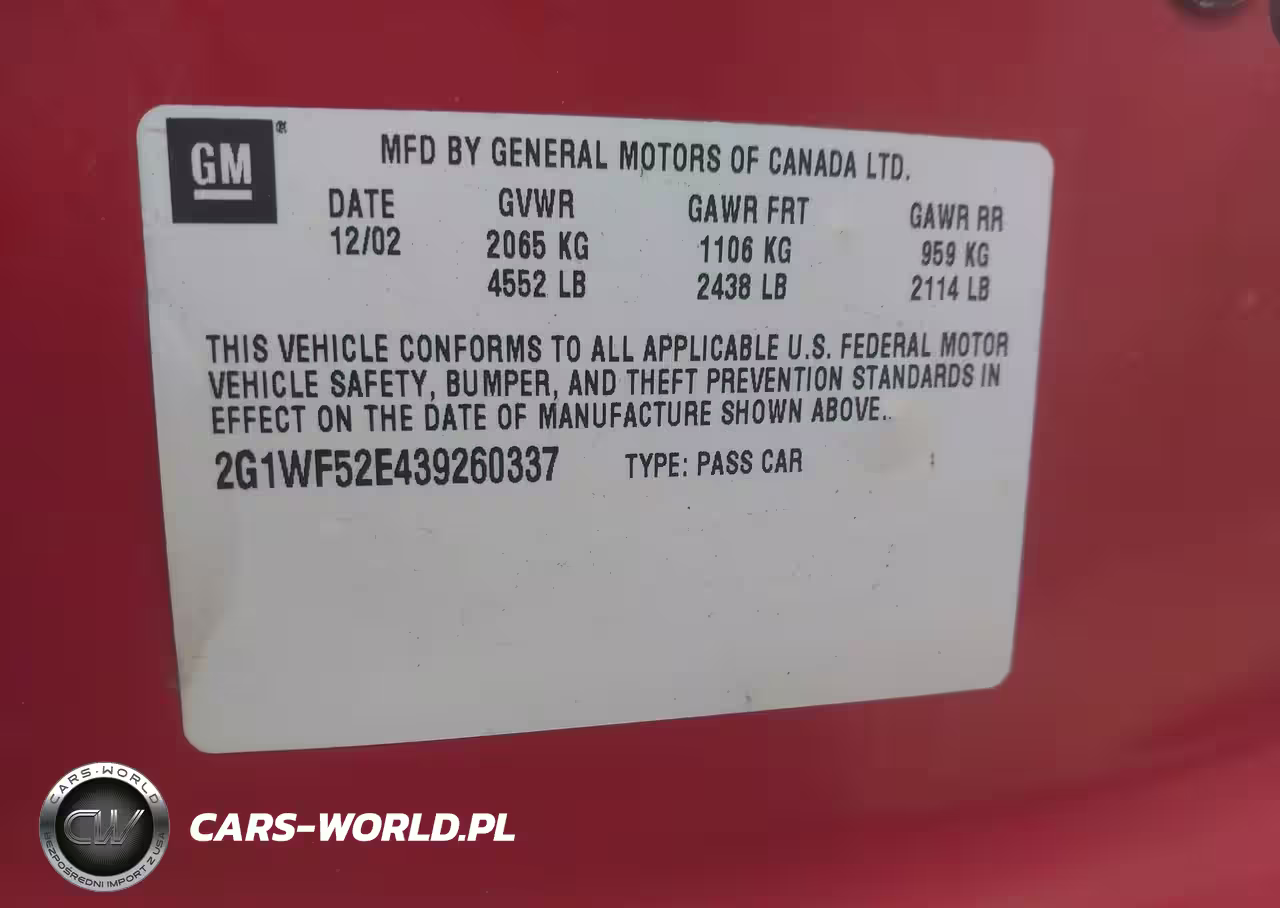 GM®
MFD BY GENERAL MOTORS OF CANADA LTD.
DATE GVWR GAWR FRT GAWR RR
12/02 2065 KG 1106 KG 959 KG
4552 LB 2438 LB 2114 LB
THIS VEHICLE CONFORMS TO ALL APPLICABLE U.S. FEDERAL MOTOR
VEHICLE SAFETY, BUMPER, AND THEFT PREVENTION STANDARDS IN
EFFECT ON THE DATE OF MANUFACTURE SHOWN ABOVE.
2G1WF52E439260337 TYPE: PASS CAR
CARS-WORLD
CW
BEZPOŚREDNI IMPORT Z USA
CARS-WORLD.PL